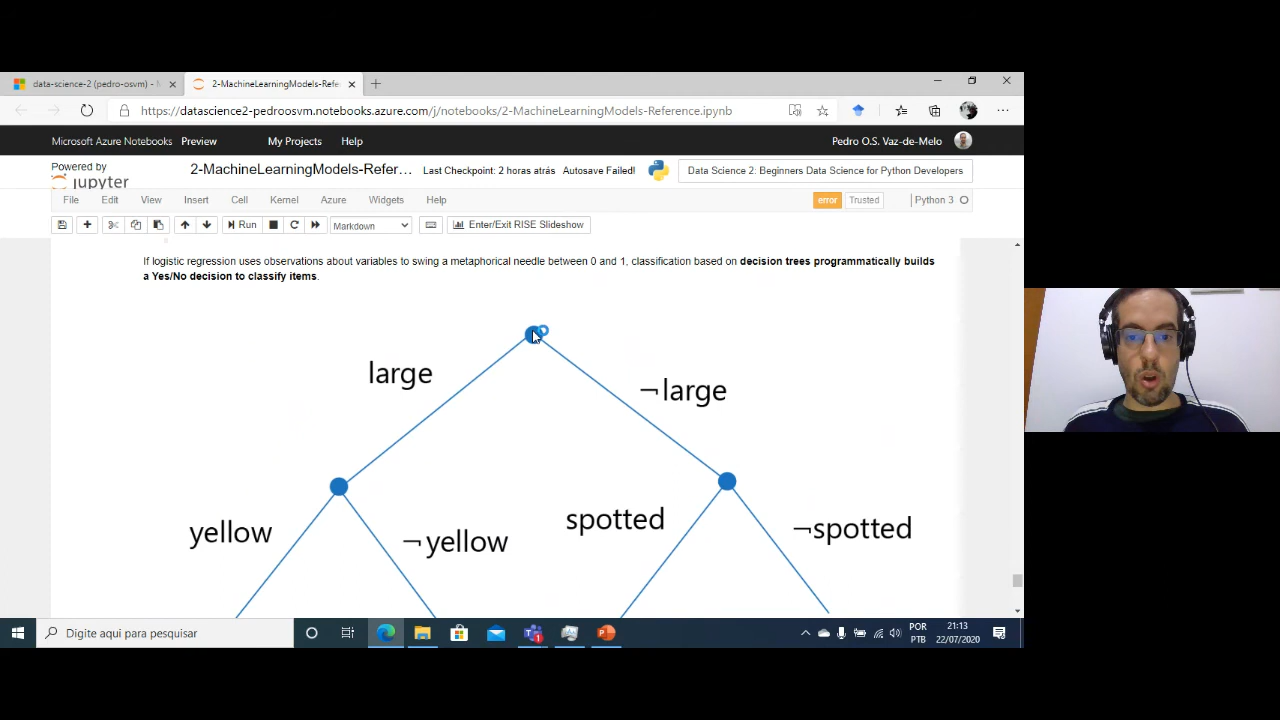 data-science-2 (pedro-osvm) -
2-MachineLearningModels-Refe
https://datascience2-pedroosvm.notebooks.azure.com/j/notebooks/2-MachineLearningModels-Reference.ipynb
Microsoft Azure Notebooks Preview My Projects Help Pedro O.S. Vaz-de-Melo
Powered by
jupyter
2-MachineLearningModels-Refer... Last Checkpoint: 2 horas atrás Autosave Failed! Data Science 2: Beginners Data Science for Python Developers
File Edit View Insert Cell Kernel Azure Widgets Help error Trusted Python 3
Run Markdown Enter/Exit RISE Slideshow
If logistic regression uses observations about variables to swing a metaphorical needle between 0 and 1, classification based on decision trees programmatically builds
a Yes/No decision to classify items.
large
¬large
yellow
¬yellow
spotted
¬spotted
Digite aqui para pesquisar
POR
PTB
21:13
22/07/2020